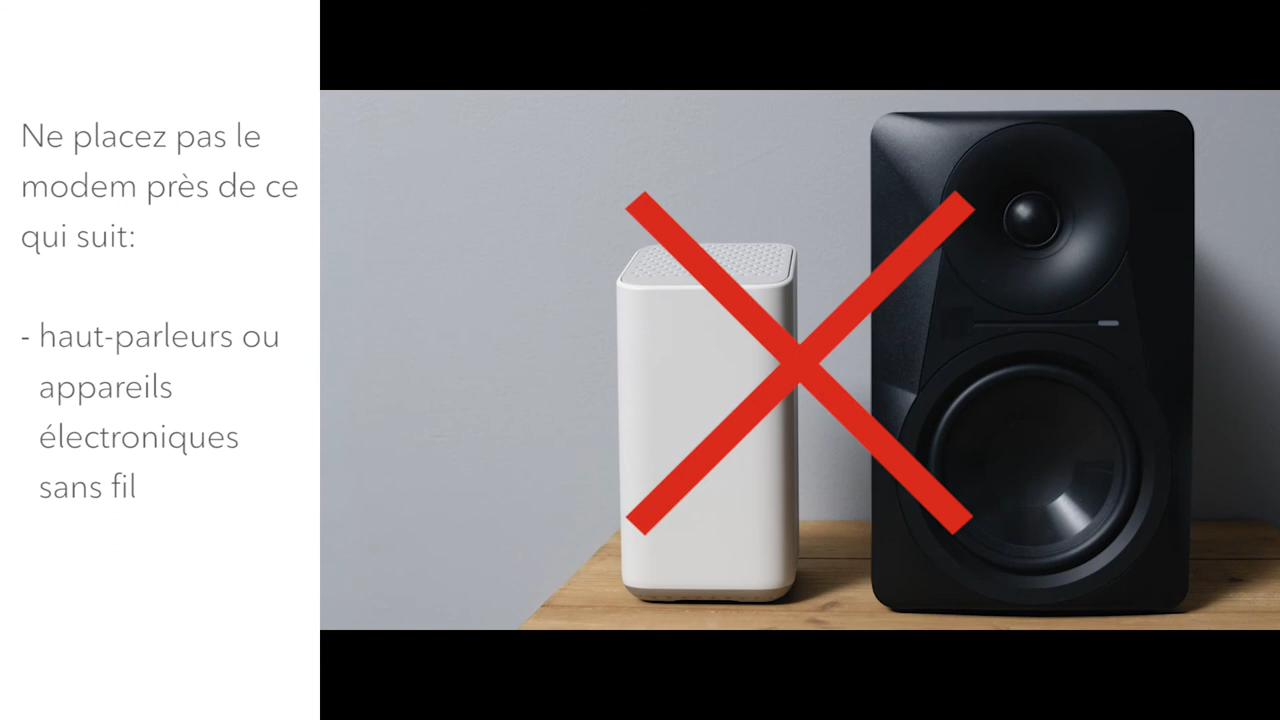 Ne placez pas le
modem près de ce
qui suit:
- haut-parleurs ou
appareils
électroniques
sans fil